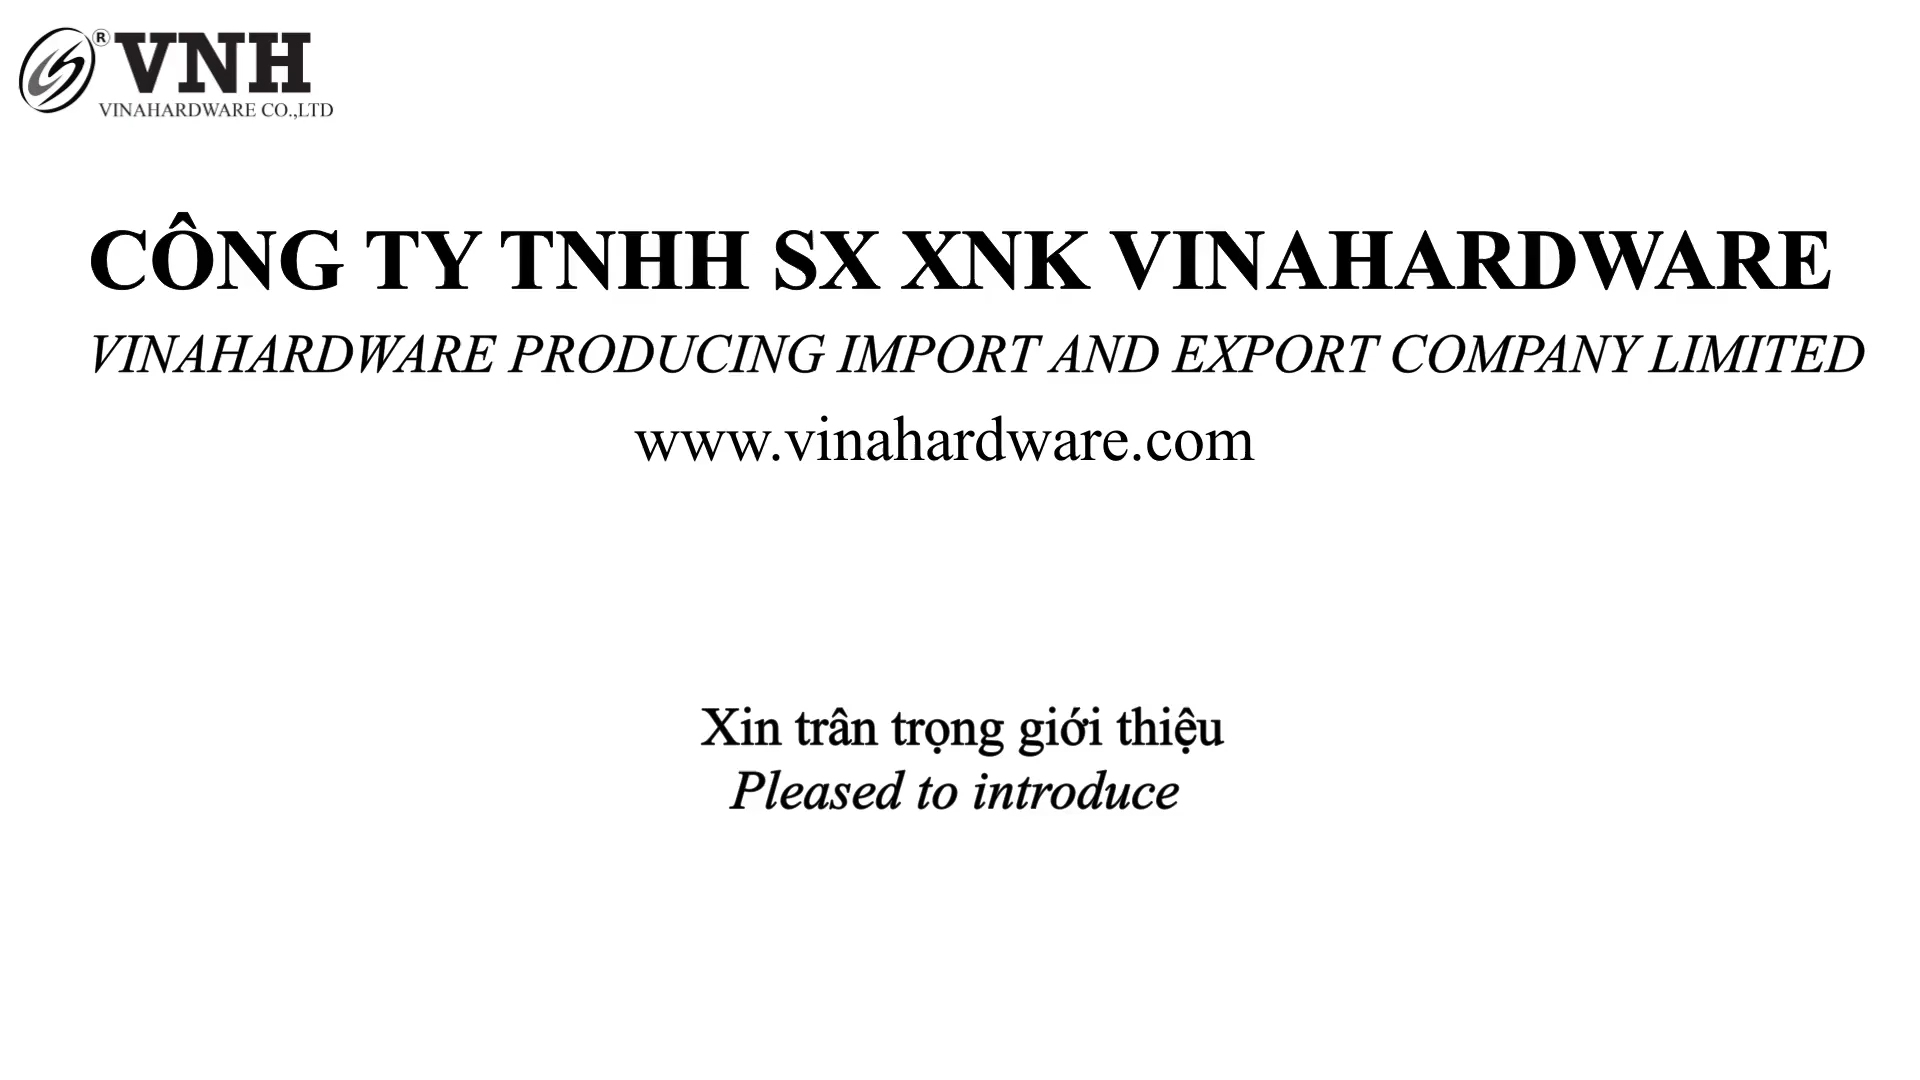 ® VNH
VINAHARDWARE CO.,LTD
CÔNG TY TNHH SX XNK VINAHARDWARE
VINAHARDWARE PRODUCING IMPORT AND EXPORT COMPANY LIMITED
www.vinahardware.com
Xin trân trọng giới thiệu
Pleased to introduce